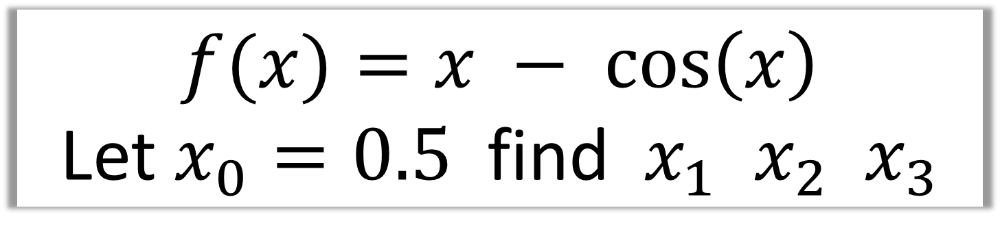 f(x) = x − cos(x)
Let x₀ = 0.5 find x₁ x₂ x₃